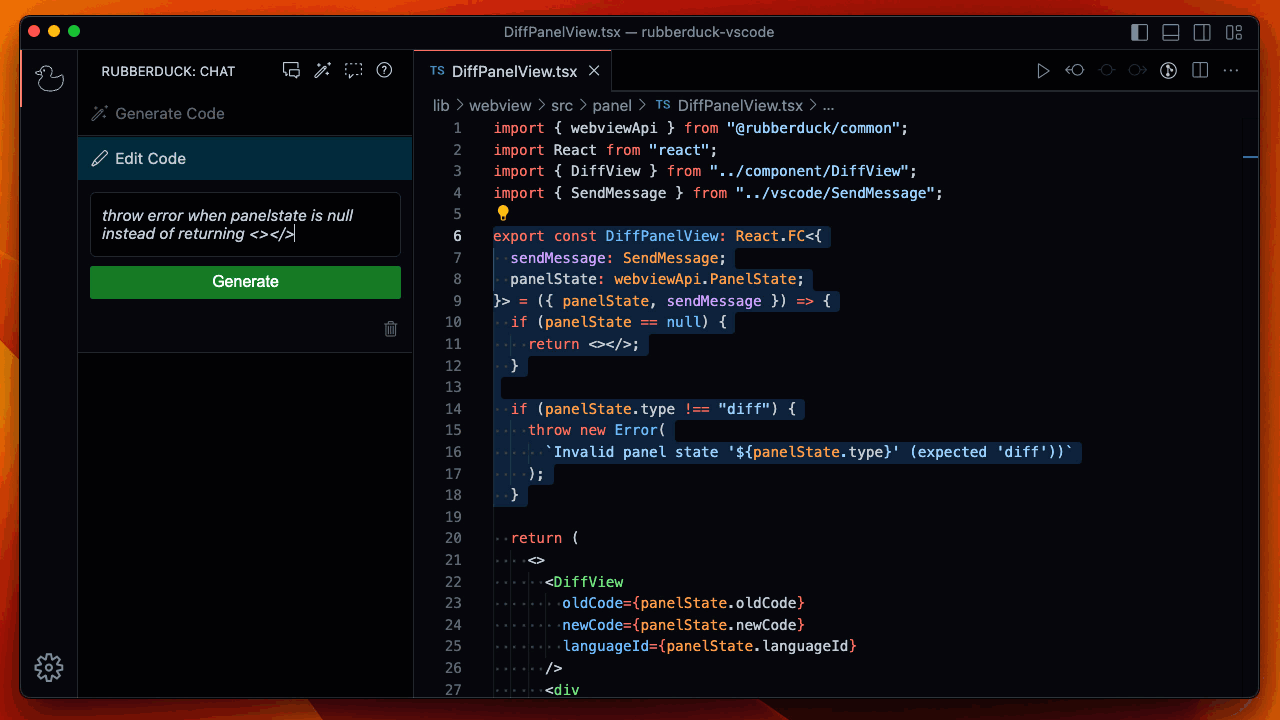 DiffPanelView.tsx — rubberduck-vscode
RUBBERDUCK: CHAT
Generate Code
Edit Code
throw error when panelstate is null
instead of returning <></>
Generate
TS DiffPanelView.tsx
lib > webview > src > panel > TS DiffPanelView.tsx > ...
1 import { webviewApi } from "@rubberduck/common";
2 import React from "react";
3 import { DiffView } from "../component/DiffView";
4 import { SendMessage } from "../vscode/SendMessage";
5
6 export const DiffPanelView: React.FC<{
7 sendMessage: SendMessage;
8 panelState: webviewApi.PanelState;
9 }> = ({ panelState, sendMessage }) => {
10 if (panelState == null) {
11 return <></>;
12 }
13
14 if (panelState.type !== "diff") {
15 throw new Error(
16 `Invalid panel state '${panelState.type}' (expected 'diff'))`
17 );
18 }
19
20 return (
21 <>
22 <DiffView
23 oldCode={panelState.oldCode}
24 newCode={panelState.newCode}
25 languageId={panelState.languageId}
26 />
27 <div